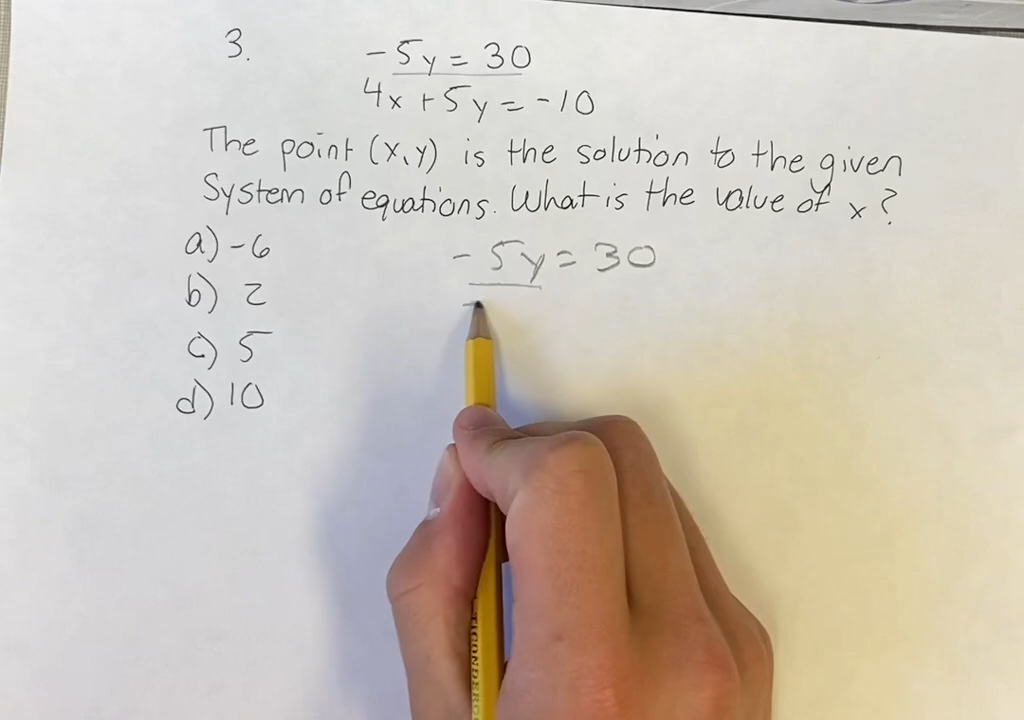 3.
-5y = 30
4x + 5y = -10
The point (x,y) is the solution to the given
System of equations. What is the value of x?
a) -6
b) 2
c) 5
d) 10
-5y = 30
TICONDERO